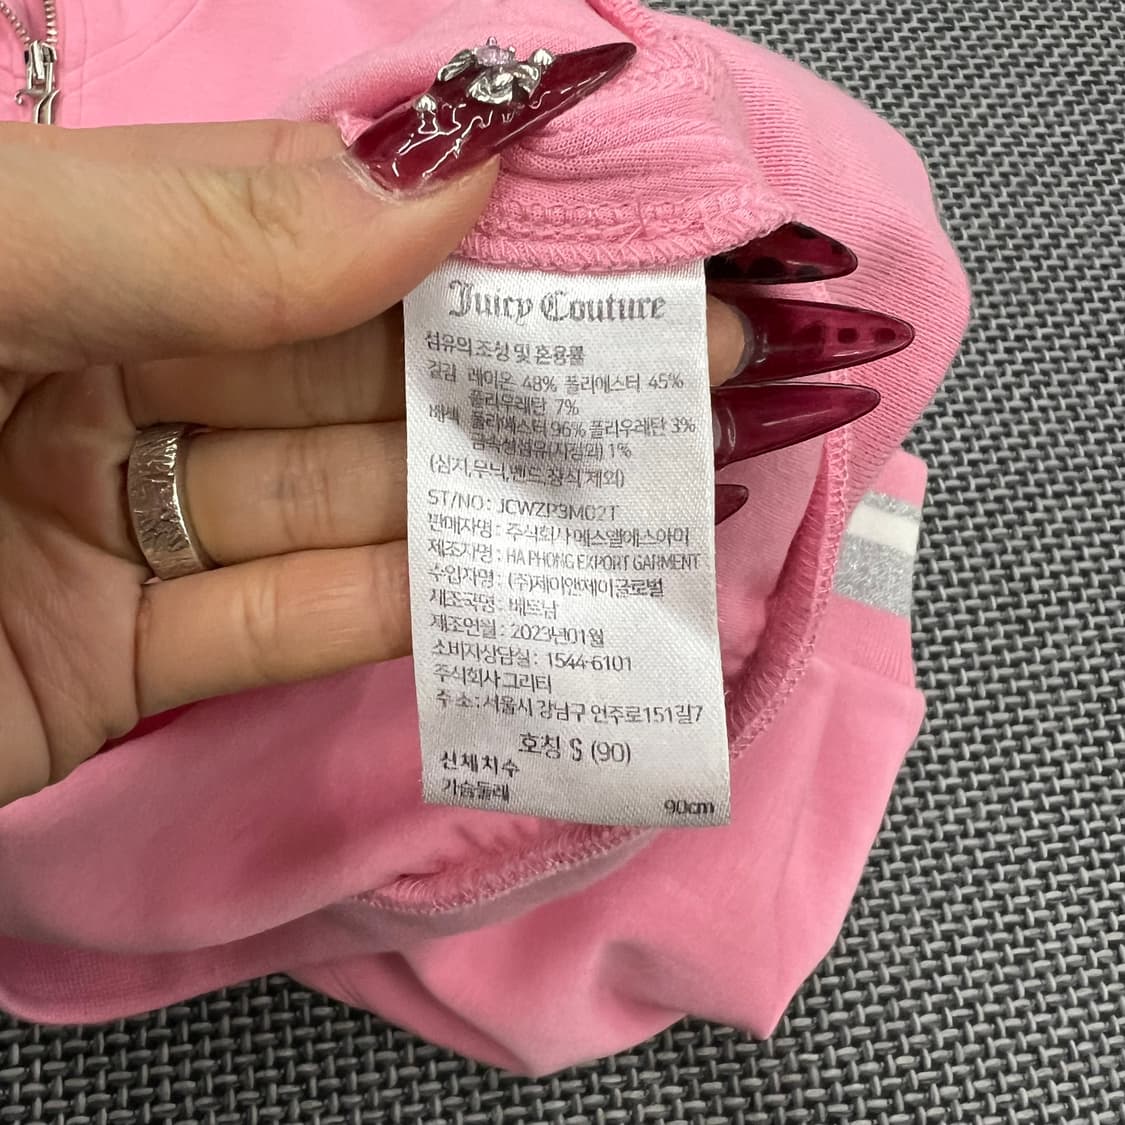 Juicy Couture
섬유의 조성 및 혼용률
겉감 레이온 48% 폴리에스터 45%
폴리우레탄 7%
배색 폴리에스터 96% 폴리우레탄 3%
금속성섬유(지정외) 1%
(심지,무늬,밴드,장식 제외)
ST/NO : JCWZP3M02T
판매자명 : 주식회사 에스엘에스아이
제조자명 : HA PHONG EXPORT GARMENT
수입자명 : (주)제이앤제이글로벌
제조국명 : 베트남
제조연월 : 2023년01월
소비자상담실 : 1544-6101
주식회사 그리티
주 소 : 서울시 강남구 언주로151길7
호칭 S (90)
신체치수
가슴둘레 90cm